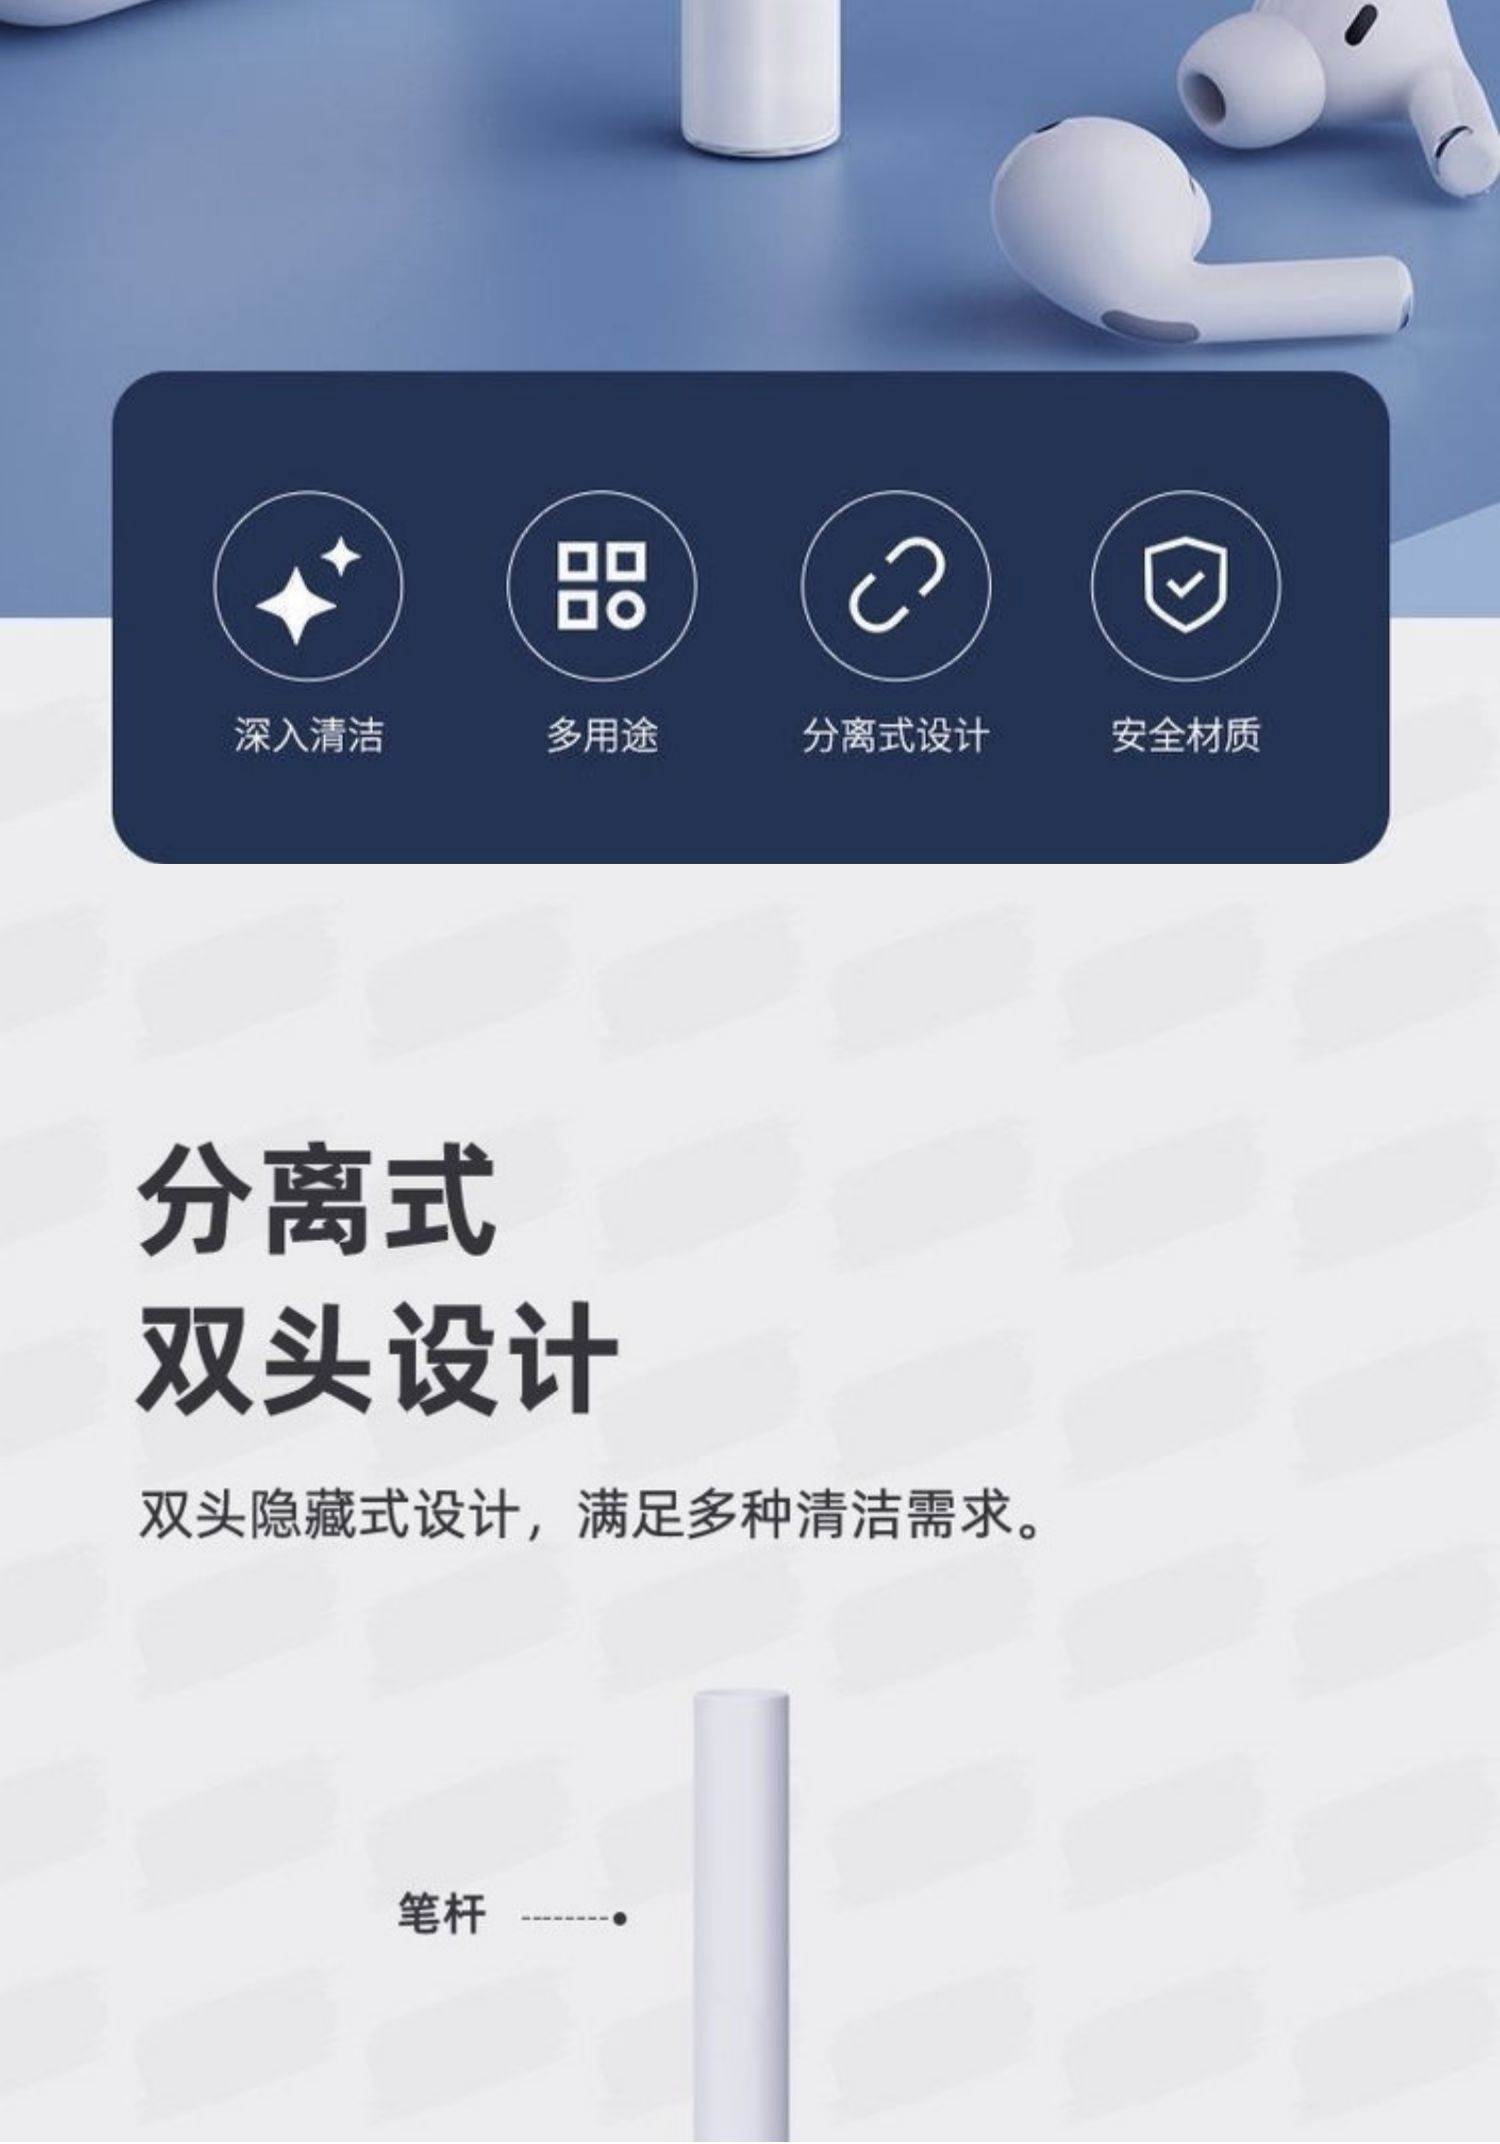 深入清洁 多用途 分离式设计 安全材质
分离式
双头设计
双头隐藏式设计，满足多种清洁需求。
笔杆